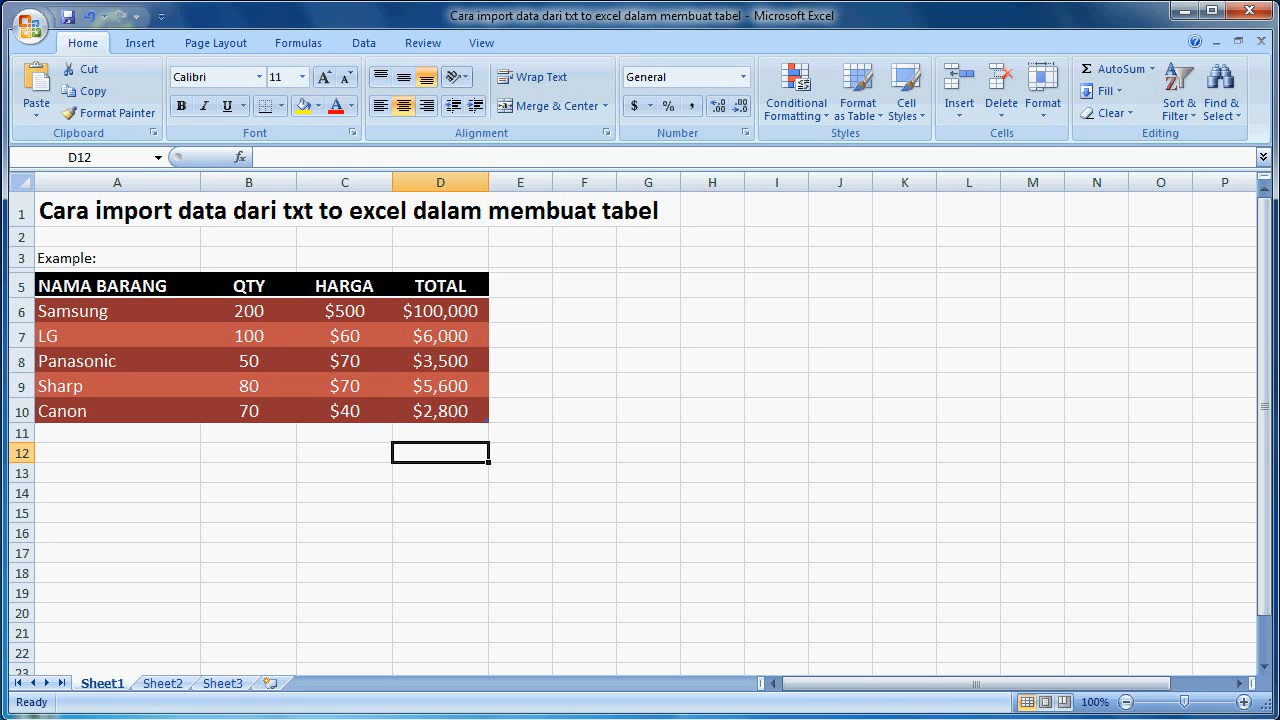 Cara import data dari txt to excel dalam membuat tabel - Microsoft Excel
Home Insert Page Layout Formulas Data Review View
Paste
Cut
Copy
Format Painter
Clipboard
Calibri 11
B I U A
Font
Wrap Text
Merge & Center
Alignment
General
$ % ,
Number
Conditional Formatting
Format as Table
Cell Styles
Styles
Insert
Delete
Format
Cells
AutoSum
Fill
Clear
Sort & Filter
Find & Select
Editing
D12 fx
A B C D E F G H I J K L M N O P
1 Cara import data dari txt to excel dalam membuat tabel
2
3 Example:
5 NAMA BARANG QTY HARGA TOTAL
6 Samsung 200 $500 $100,000
7 LG 100 $60 $6,000
8 Panasonic 50 $70 $3,500
9 Sharp 80 $70 $5,600
10 Canon 70 $40 $2,800
11
12
13
14
15
16
17
18
19
20
21
22
23
Sheet1 Sheet2 Sheet3
Ready 100%